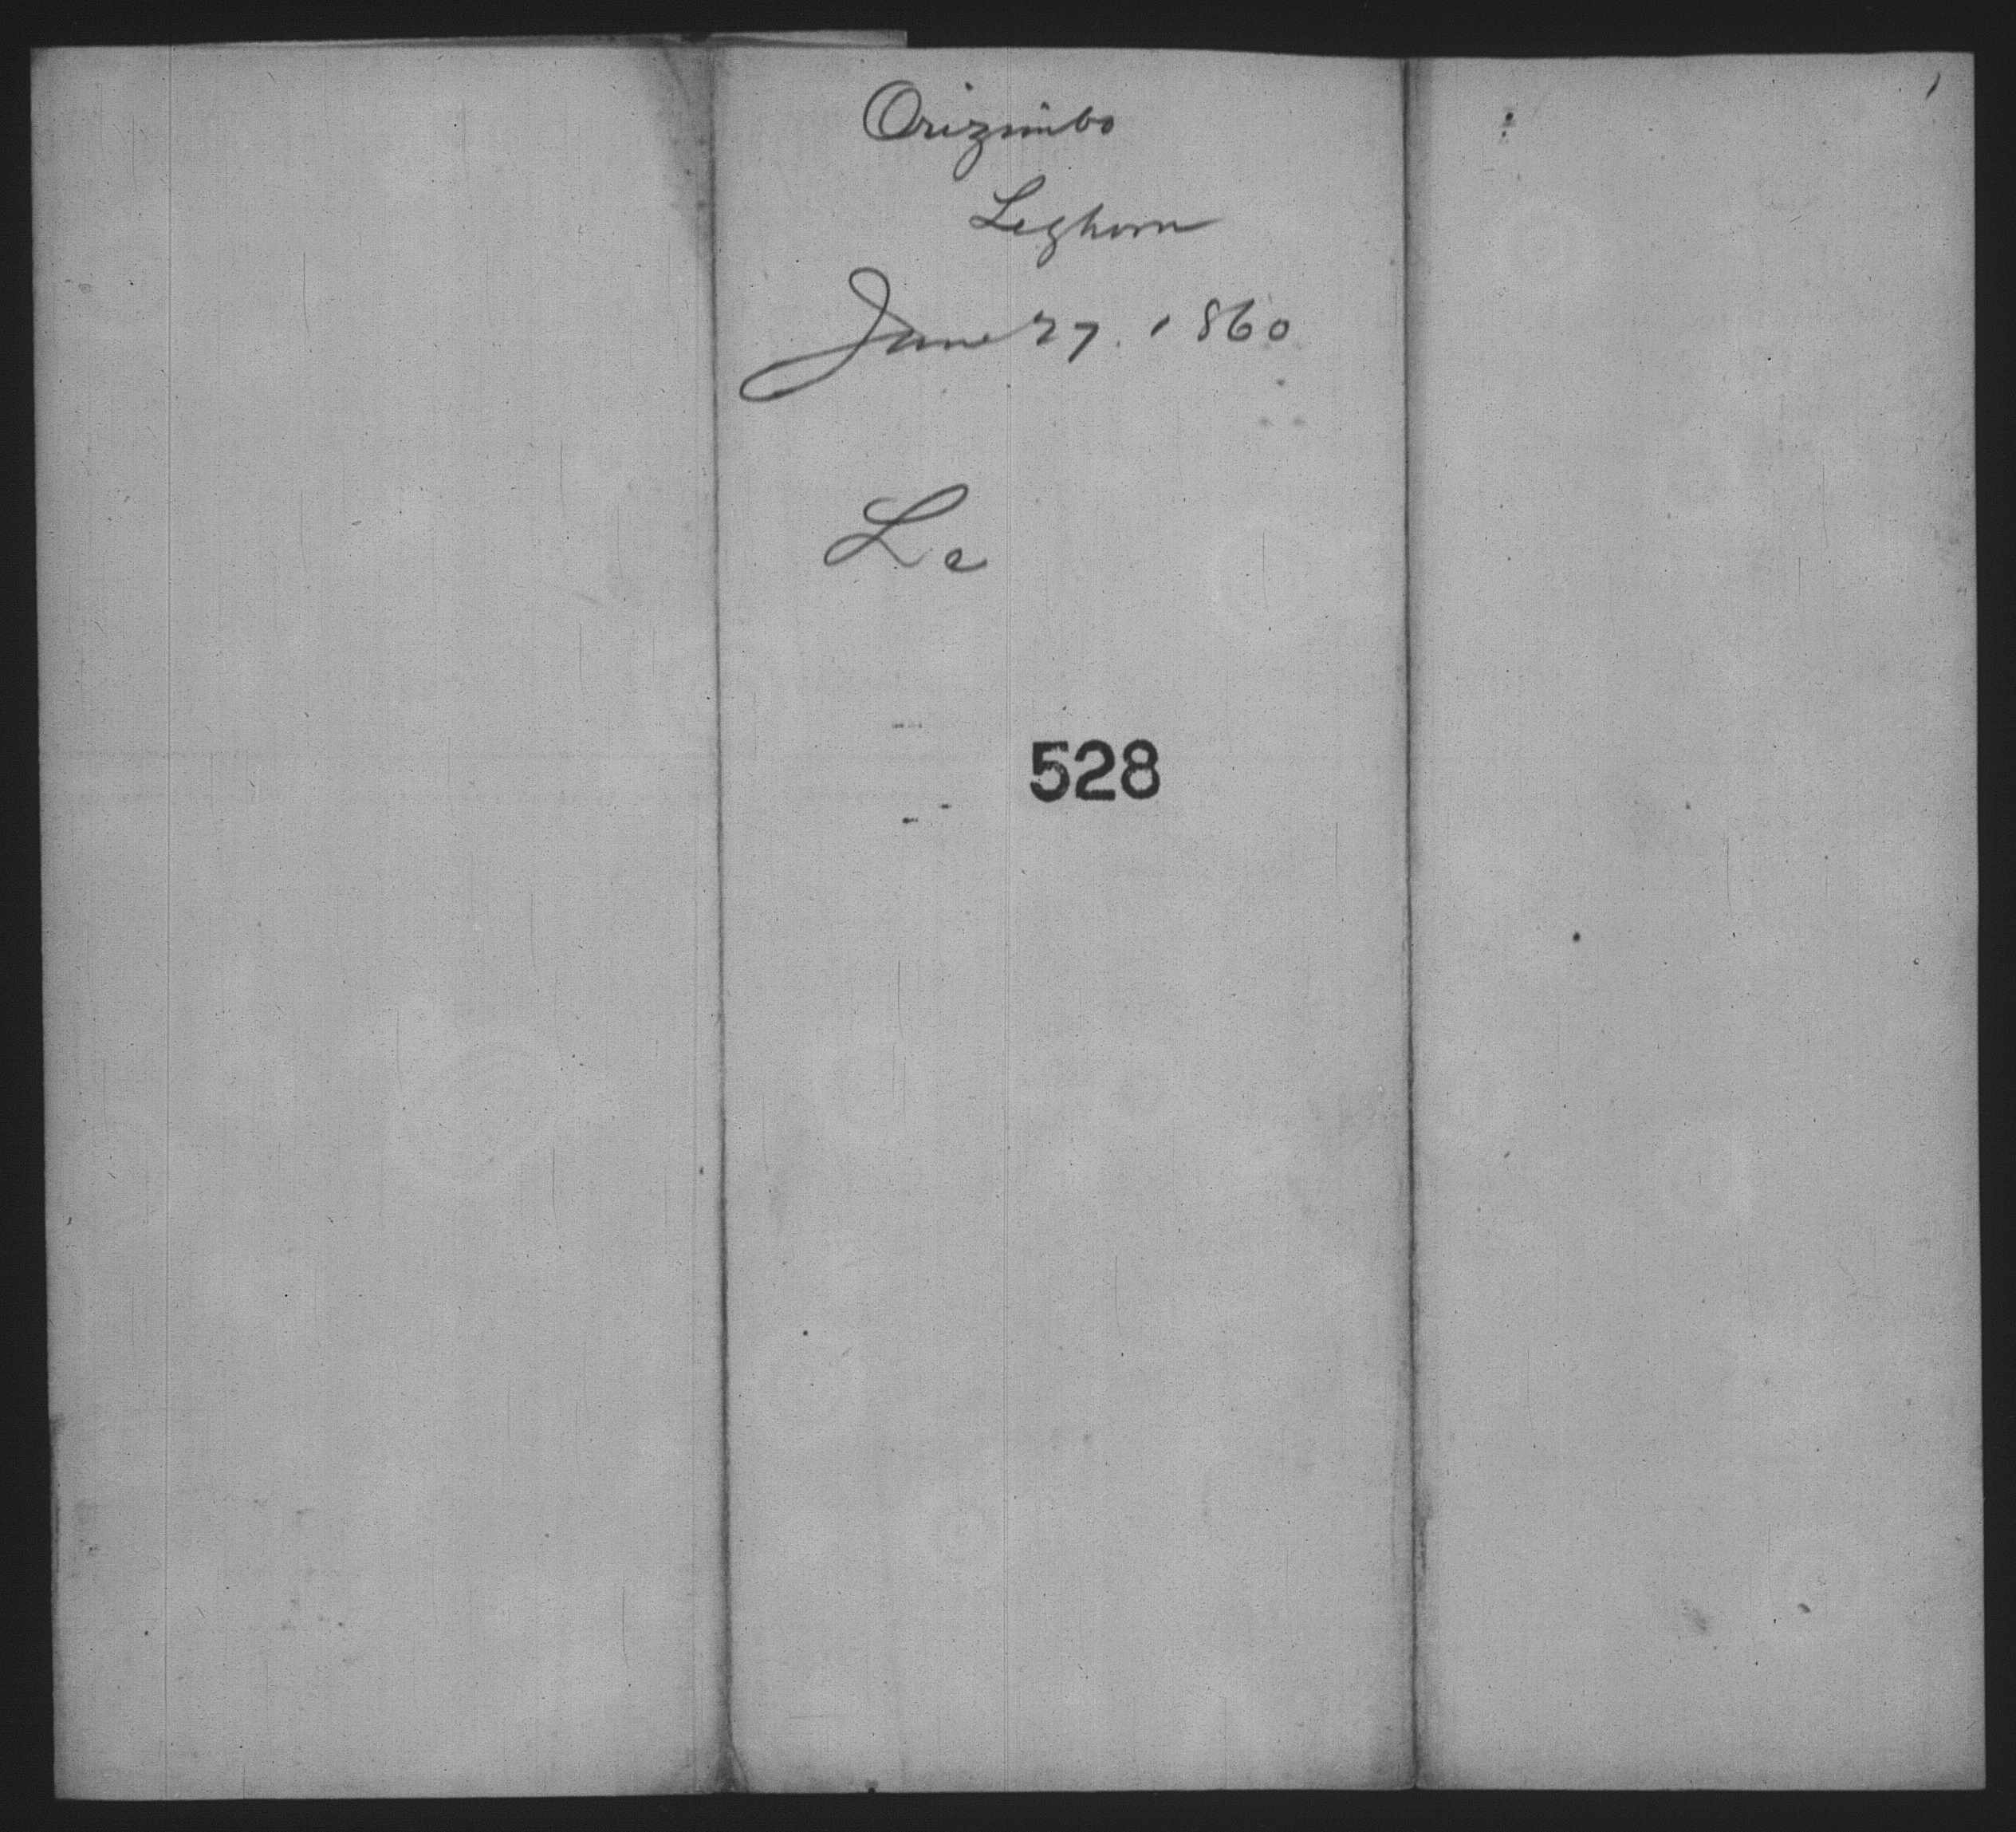 Orizimbo
Leghorn
June 27. 1860
Le
528